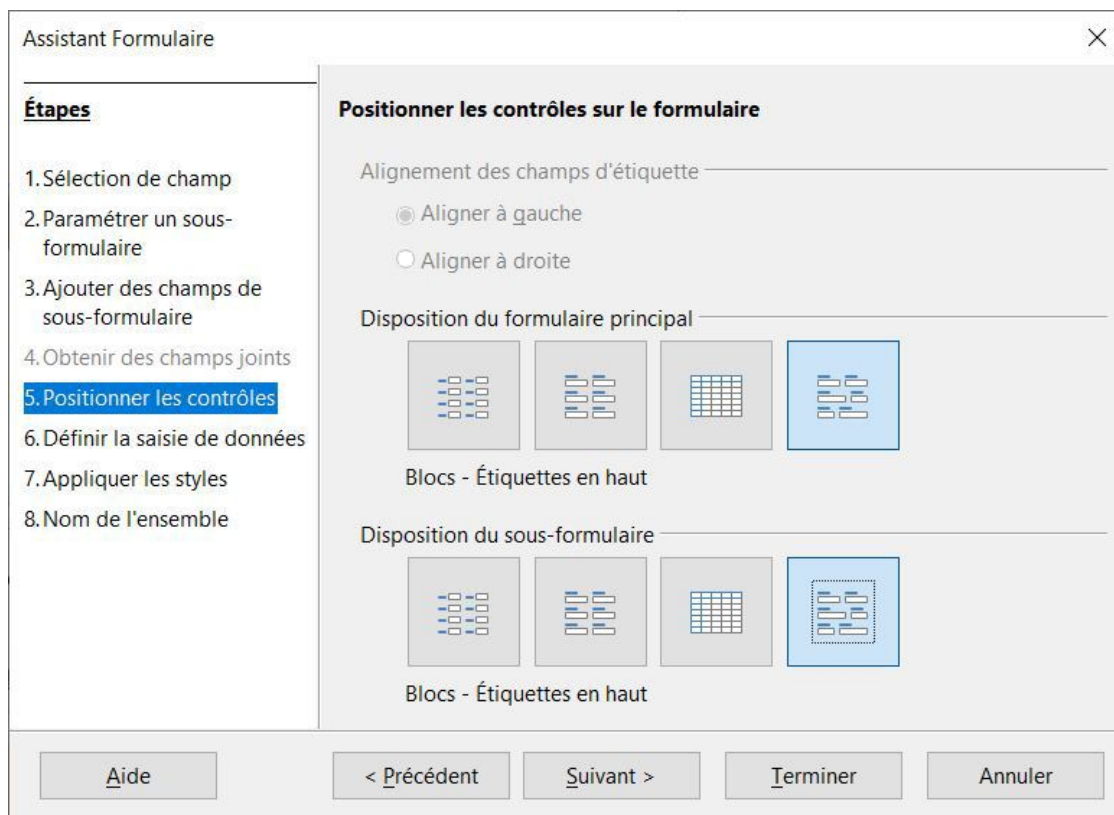 Assistant Formulaire
Étapes
1. Sélection de champ
2. Paramétrer un sous-
formulaire
3. Ajouter des champs de
sous-formulaire
4. Obtenir des champs joints
5. Positionner les contrôles
6. Définir la saisie de données
7. Appliquer les styles
8. Nom de l'ensemble
Positionner les contrôles sur le formulaire
Alignement des champs d'étiquette
Aligner à gauche
Aligner à droite
Disposition du formulaire principal
Blocs - Étiquettes en haut
Disposition du sous-formulaire
Blocs - Étiquettes en haut
Aide
< Précédent
Suivant >
Terminer
Annuler